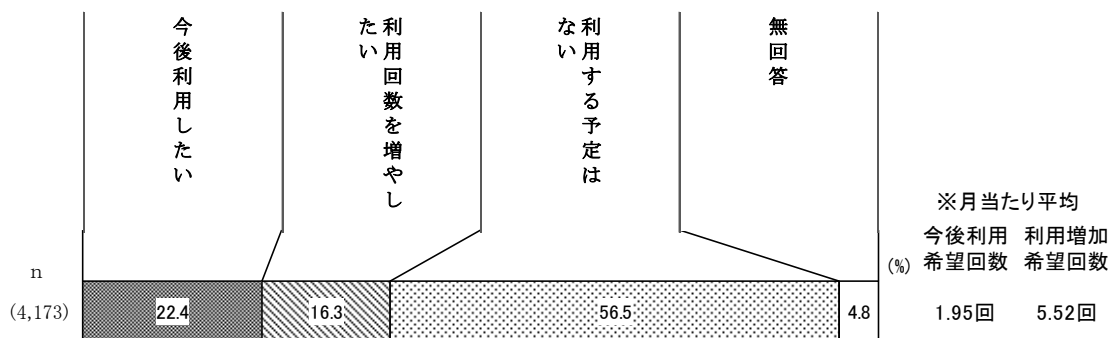 今後利用したい
利用回数を増やし
たい
利用する予定は
ない
無回答
※月当たり平均
今後利用
希望回数
利用増加
希望回数
(%)
n
(4,173)
22.4
16.3
56.5
4.8
1.95回
5.52回